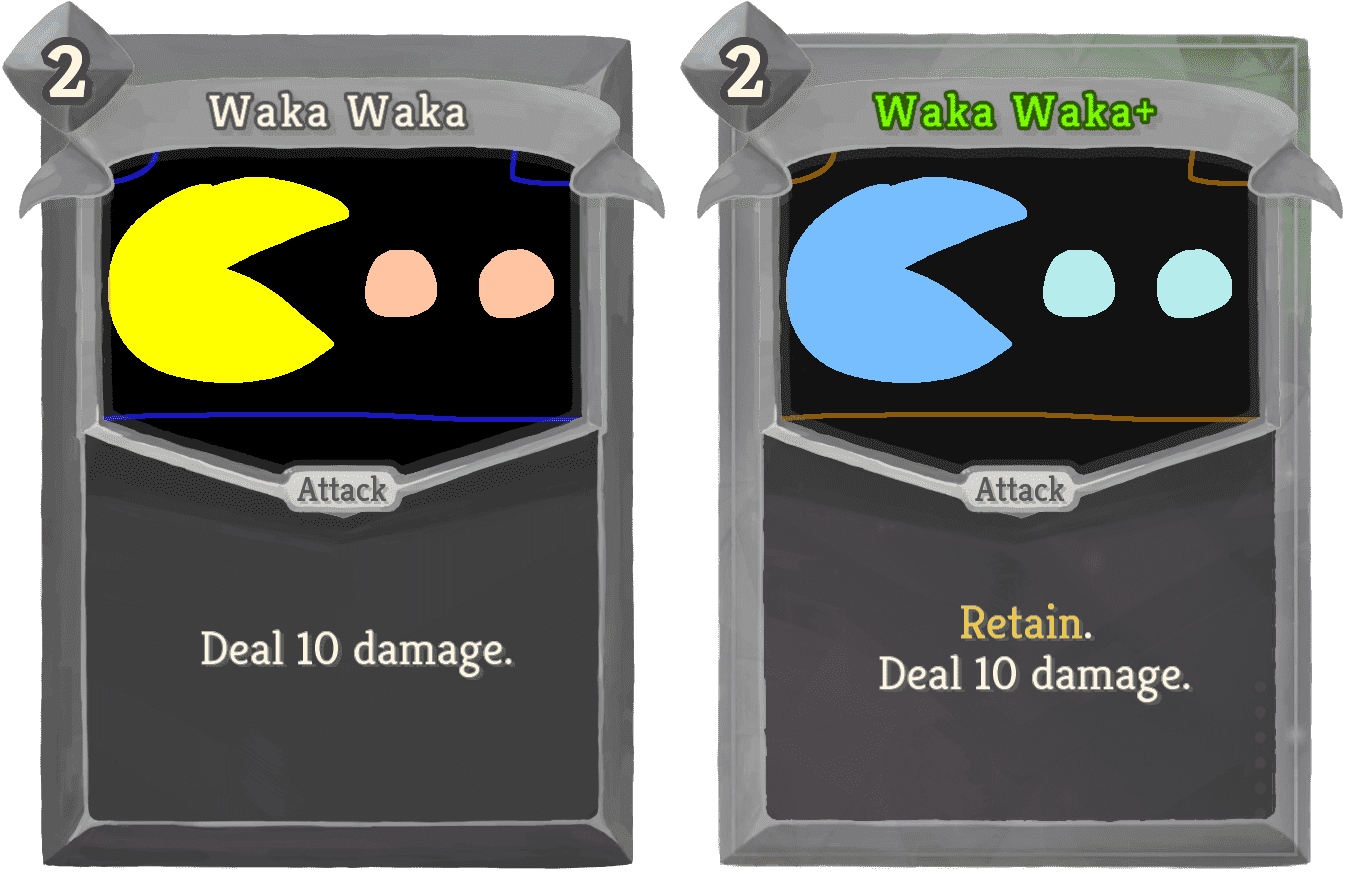 2
Waka Waka
Attack
Deal 10 damage.
2
Waka Waka+
Attack
Retain.
Deal 10 damage.